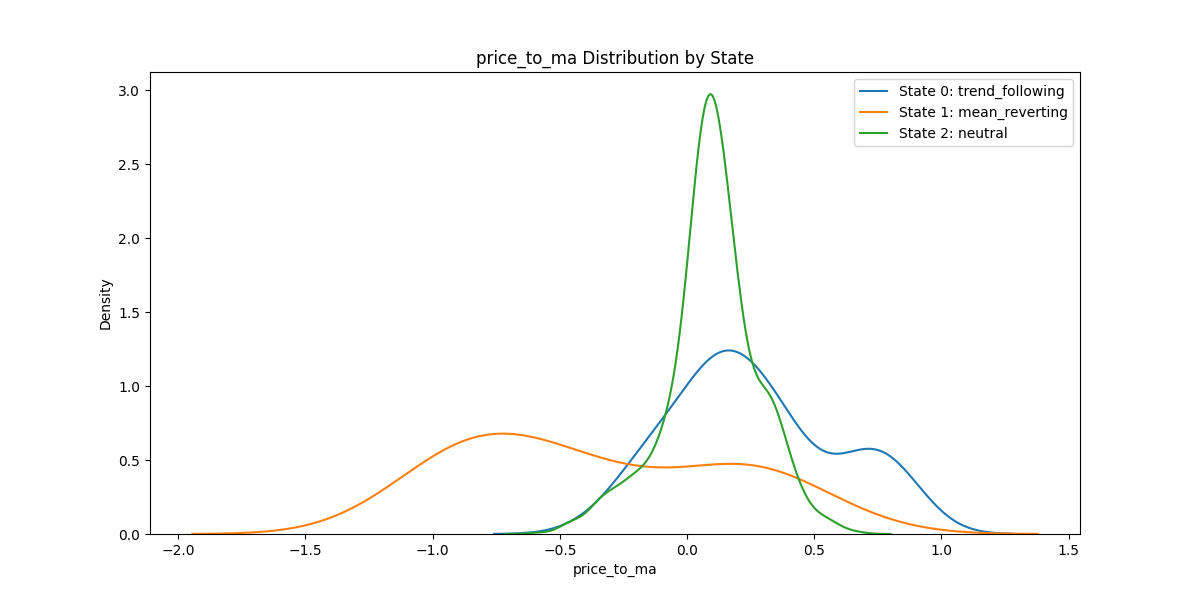 price_to_ma Distribution by State
State 0: trend_following
State 1: mean_reverting
State 2: neutral
Density
3.0
2.5
2.0
1.5
1.0
0.5
0.0
−2.0 −1.5 −1.0 −0.5 0.0 0.5 1.0 1.5
price_to_ma